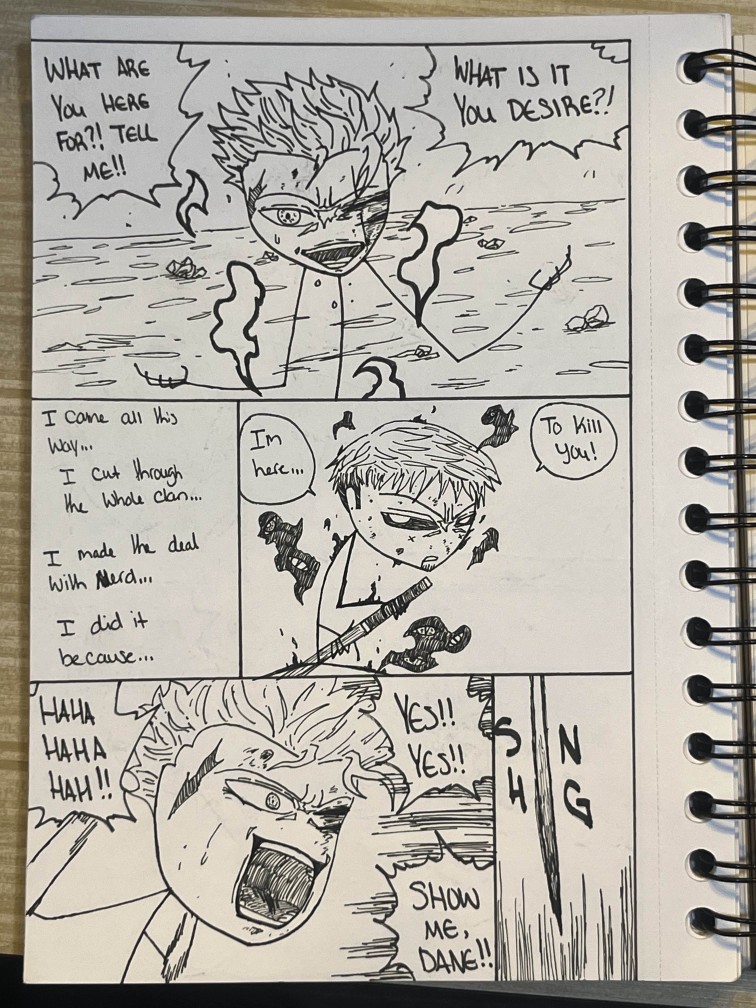 WHAT ARE
YOU HERE
FOR?! TELL
ME!!
WHAT IS IT
YOU DESIRE?!
I came all this
way...
I cut through
the whole clan...
I made the deal
with Nerd...
I did it
because...
I'm
here...
To kill
you!
HAHA
HAHA
HAH!!
YES!!
YES!!
SHOW
ME,
DANE!!
S N
H G